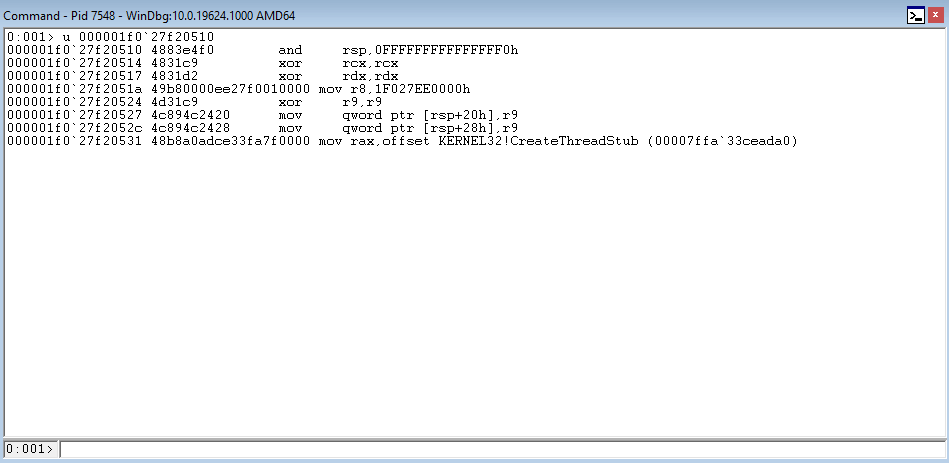 Command - Pid 7548 - WinDbg:10.0.19624.1000 AMD64
0:001> u 000001f0`27f20510
000001f0`27f20510 4883e4f0        and     rsp,0FFFFFFFFFFFFFFF0h
000001f0`27f20514 4831c9          xor     rcx,rcx
000001f0`27f20517 4831d2          xor     rdx,rdx
000001f0`27f2051a 49b80000ee27f0010000 mov r8,1F027EE0000h
000001f0`27f20524 4d31c9          xor     r9,r9
000001f0`27f20527 4c894c2420      mov     qword ptr [rsp+20h],r9
000001f0`27f2052c 4c894c2428      mov     qword ptr [rsp+28h],r9
000001f0`27f20531 48b8a0adce33fa7f0000 mov rax,offset KERNEL32!CreateThreadStub (00007ffa`33ceada0)
0:001>